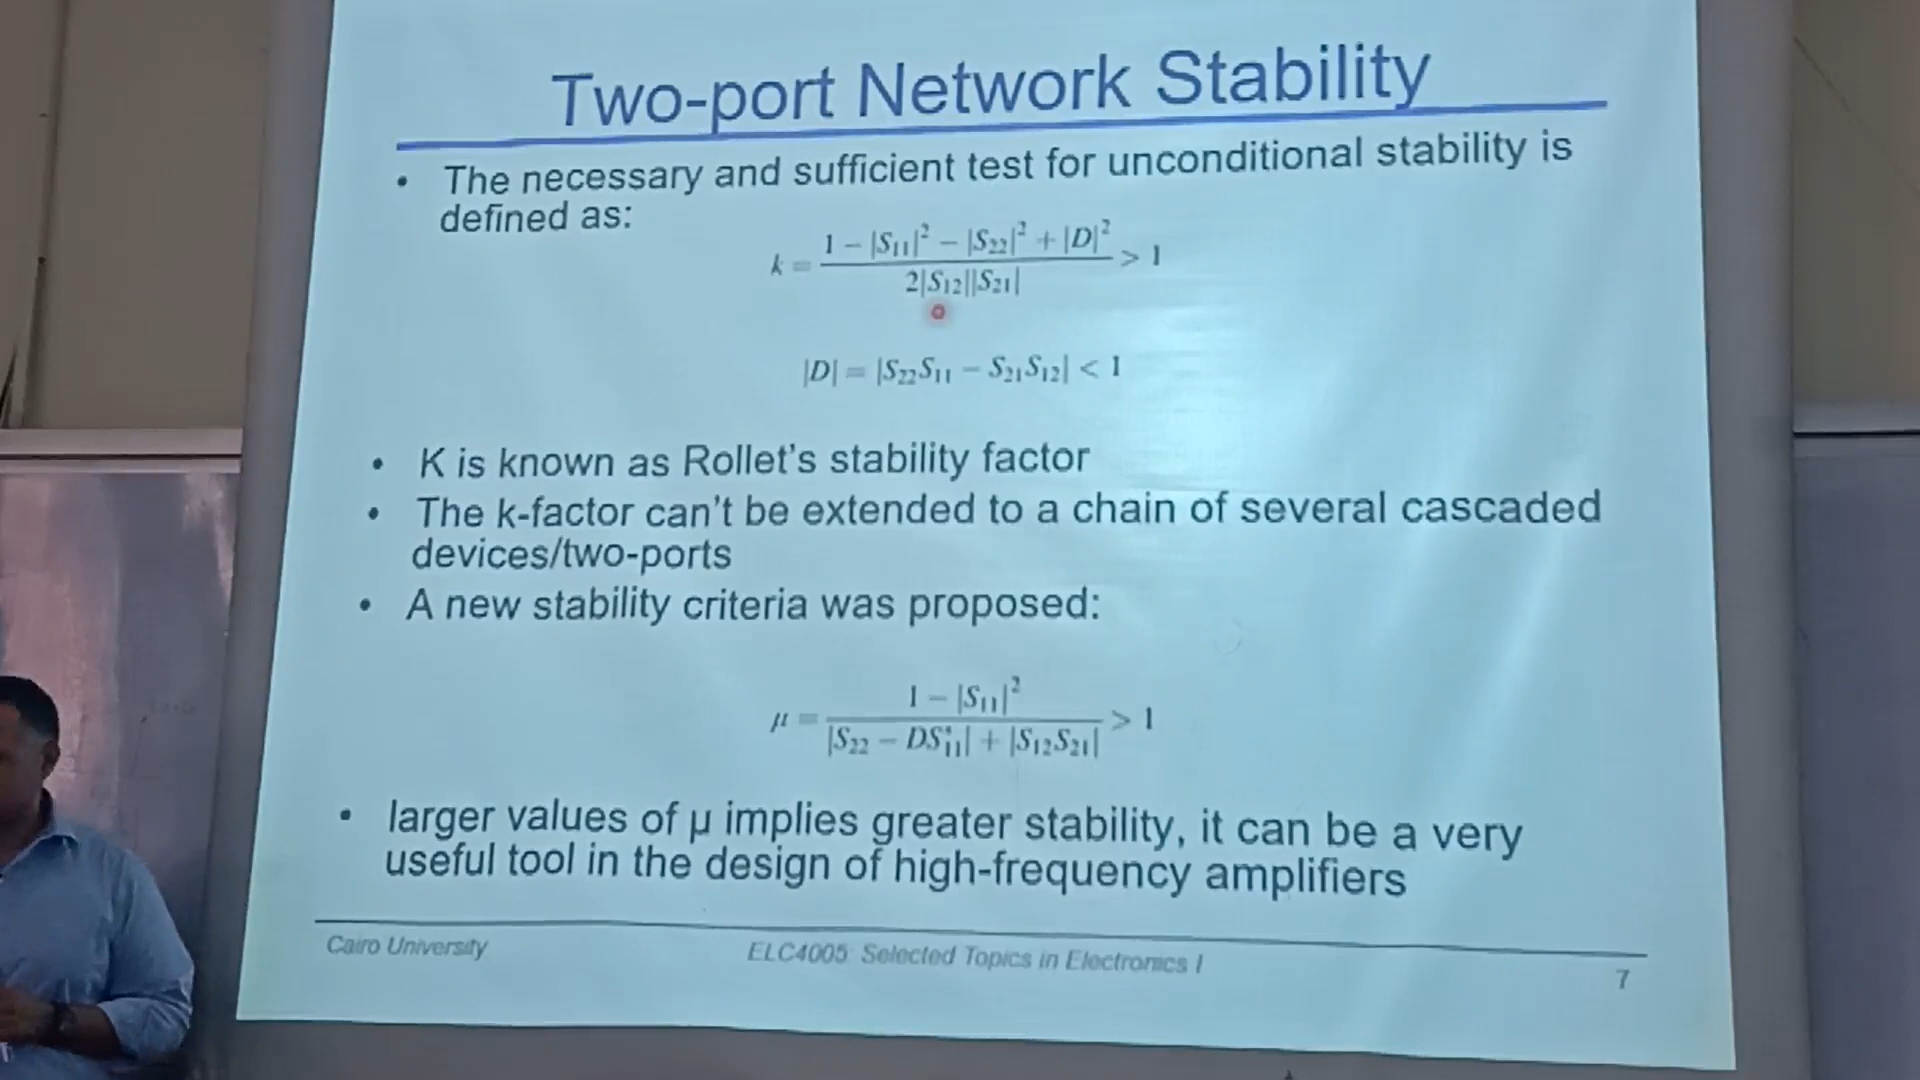 Two-port Network Stability
• The necessary and sufficient test for unconditional stability is
defined as:
k = (1 − |S₁₁|² − |S₂₂|² + |D|²) / (2|S₁₂||S₂₁|) > 1
|D| = |S₂₂S₁₁ − S₂₁S₁₂| < 1
• K is known as Rollet's stability factor
• The k-factor can't be extended to a chain of several cascaded
devices/two-ports
• A new stability criteria was proposed:
μ = (1 − |S₁₁|²) / (|S₂₂ − DS*₁₁| + |S₁₂S₂₁|) > 1
• larger values of μ implies greater stability, it can be a very
useful tool in the design of high-frequency amplifiers
Cairo University
ELC4005: Selected Topics in Electronics I
7